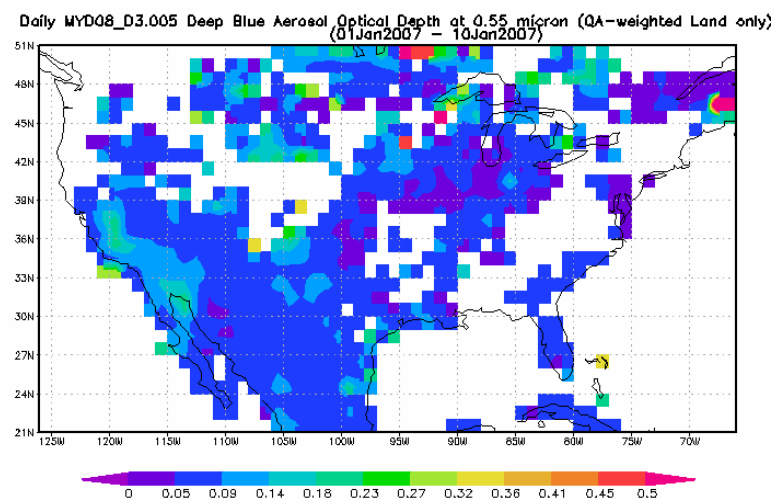 Daily MYD08_D3.005 Deep Blue Aerosol Optical Depth at 0.55 micron (QA-weighted Land only)
(01Jan2007 - 10Jan2007)
51N
48N
45N
42N
39N
36N
33N
30N
27N
24N
21N
125W 120W 115W 110W 105W 100W 95W 90W 85W 80W 75W 70W
0 0.05 0.09 0.14 0.18 0.23 0.27 0.32 0.36 0.41 0.45 0.5